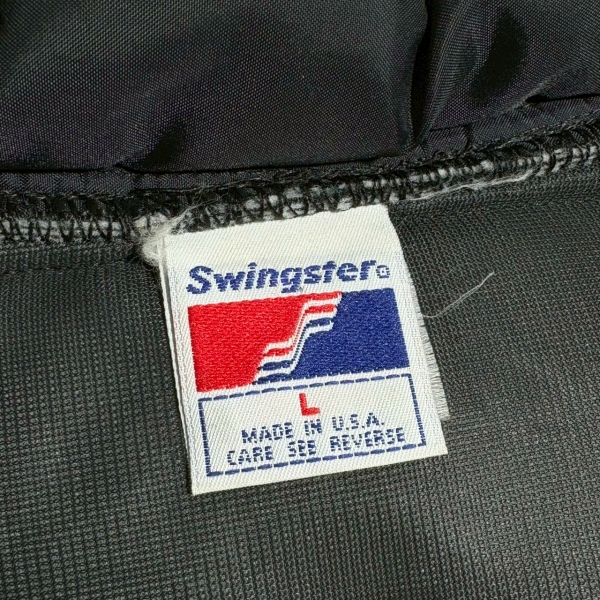 Swingster®
L
MADE IN U.S.A.
CARE SEE REVERSE